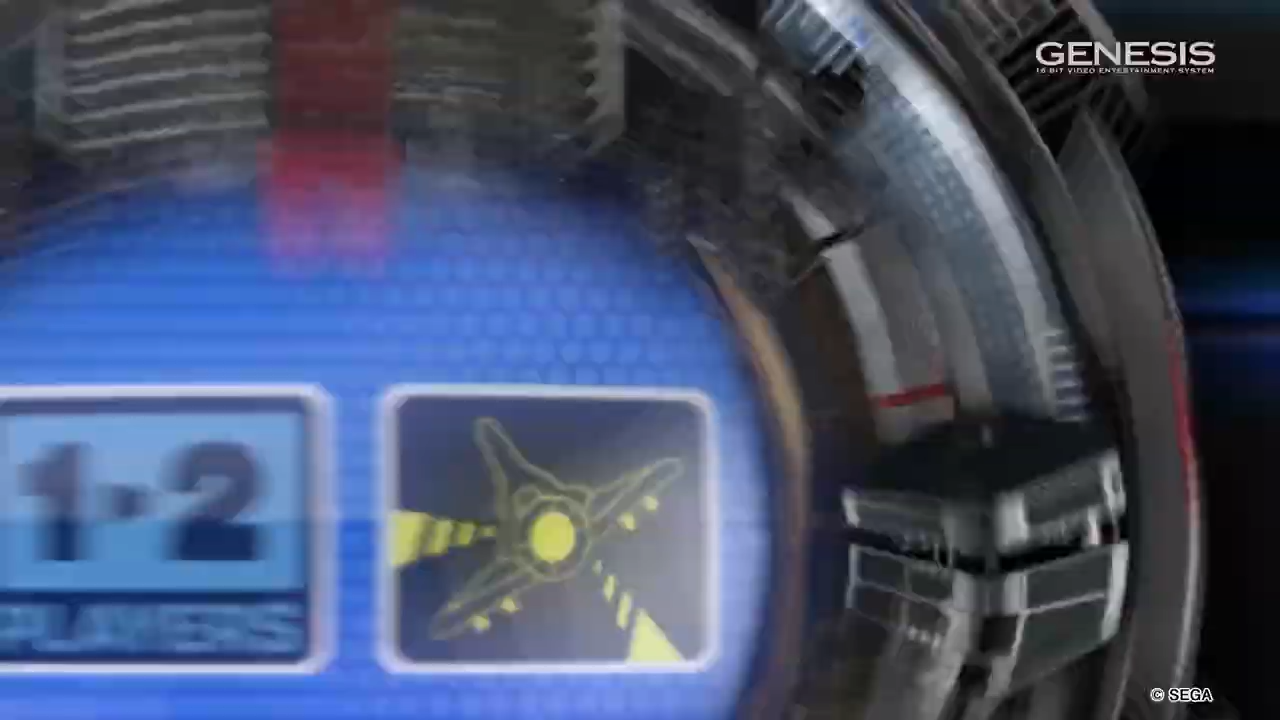 GENESIS
16-BIT VIDEO ENTERTAINMENT SYSTEM
1-2
PLAYERS
© SEGA